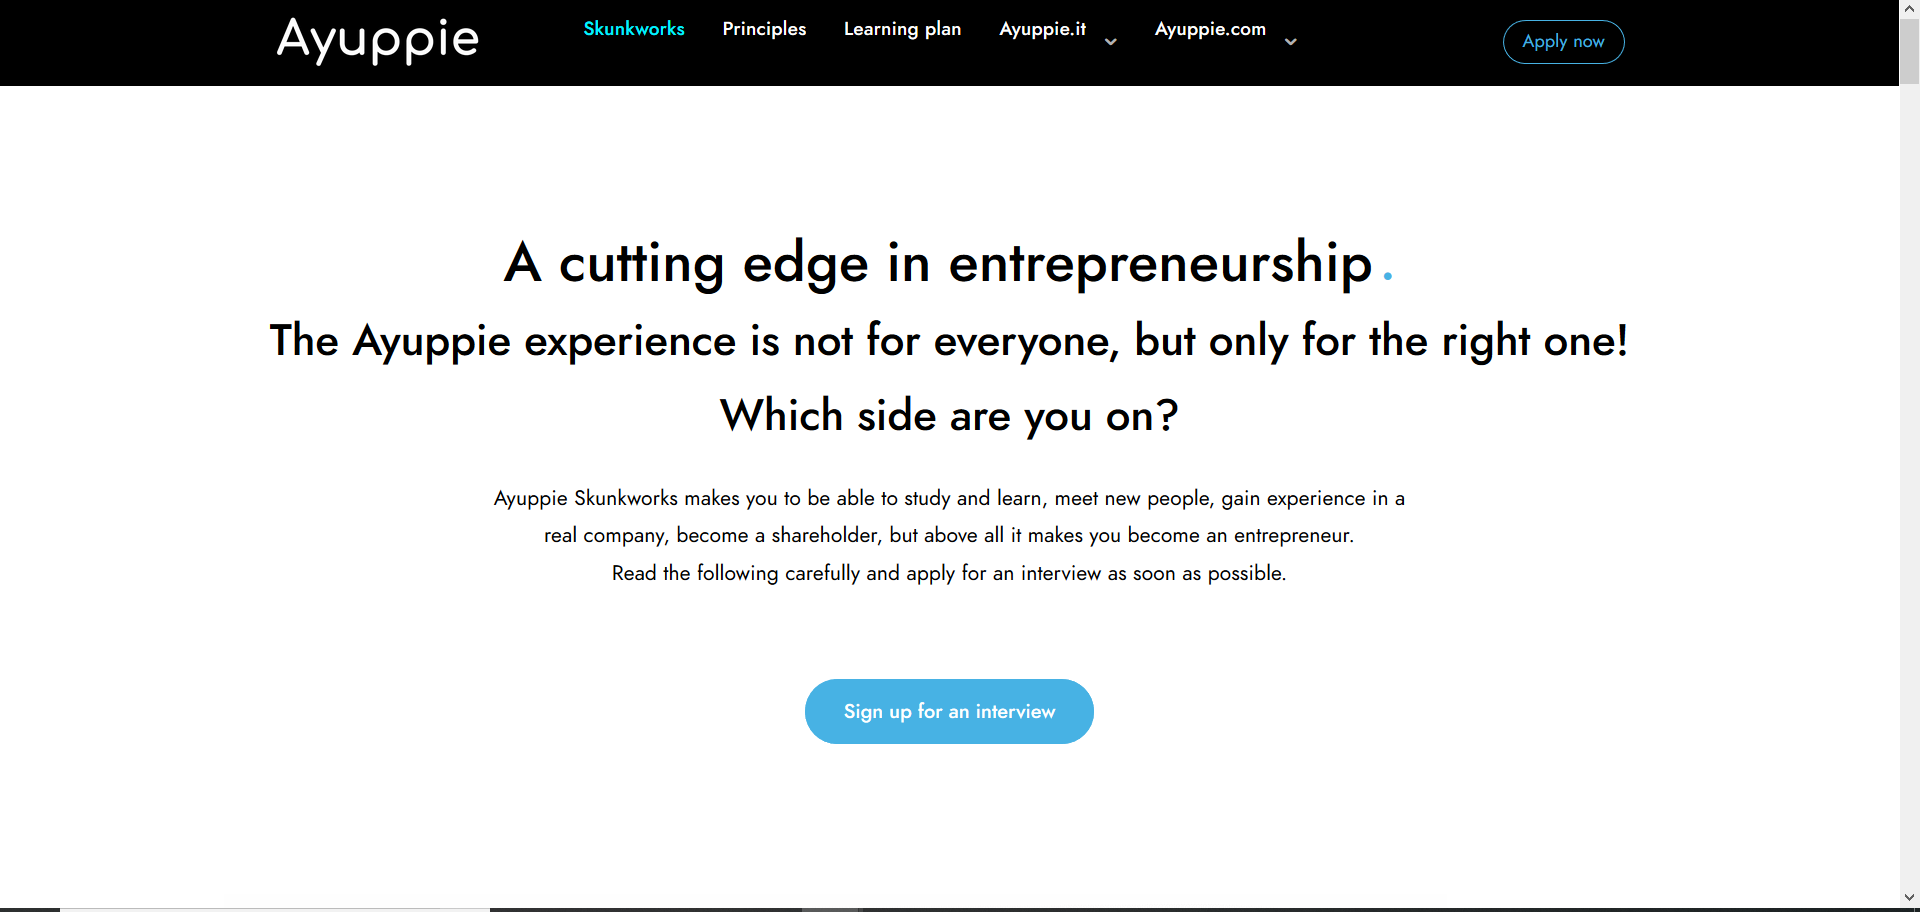 Ayuppie
Skunkworks
Principles
Learning plan
Ayuppie.it
Ayuppie.com
Apply now
A cutting edge in entrepreneurship.
The Ayuppie experience is not for everyone, but only for the right one!
Which side are you on?
Ayuppie Skunkworks makes you to be able to study and learn, meet new people, gain experience in a
real company, become a shareholder, but above all it makes you become an entrepreneur.
Read the following carefully and apply for an interview as soon as possible.
Sign up for an interview